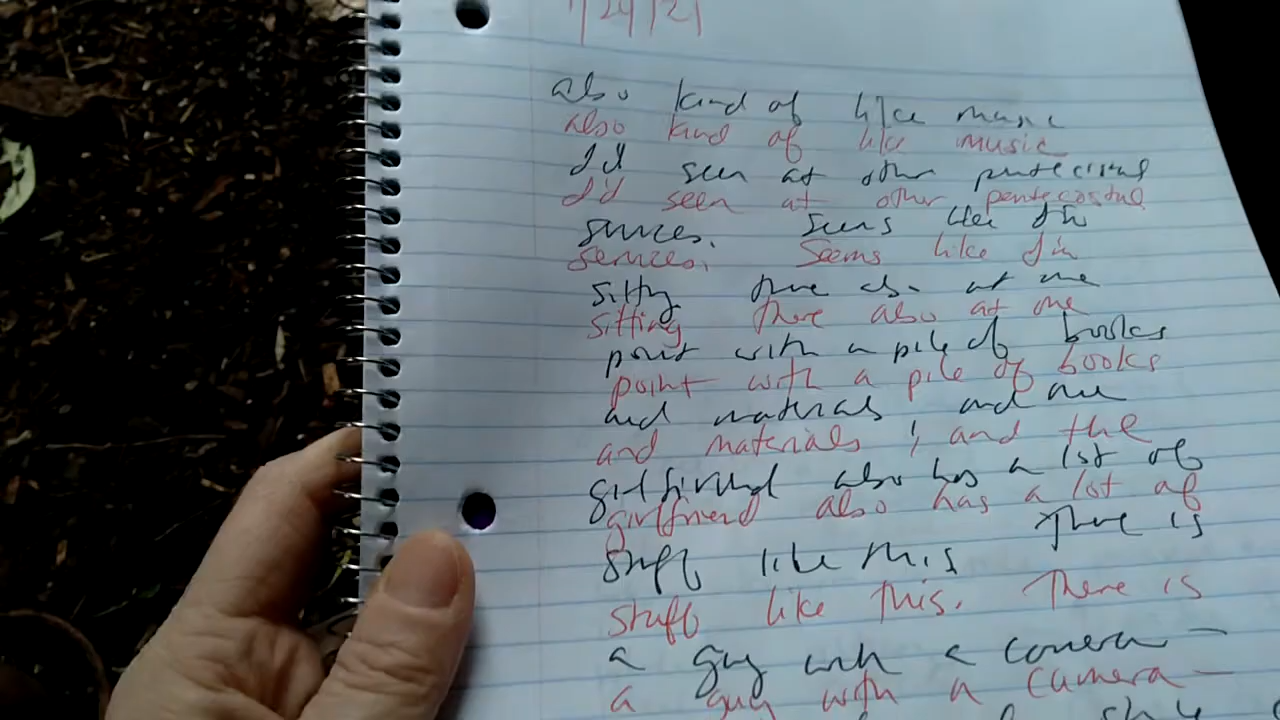 1/24/21
also kind of like music
also kind of like music
I'd seen at other pentecostal
I'd seen at other pentecostal
services. Seems like I'm
services. Seems like I'm
sitting there also at one
sitting there also at one
point with a pile of books
point with a pile of books
and materials and the
and materials, and the
girlfriend also has a lot of
girlfriend also has a lot of
stuff like this There is
stuff like this. There is
a guy with a camera —
a guy with a camera —